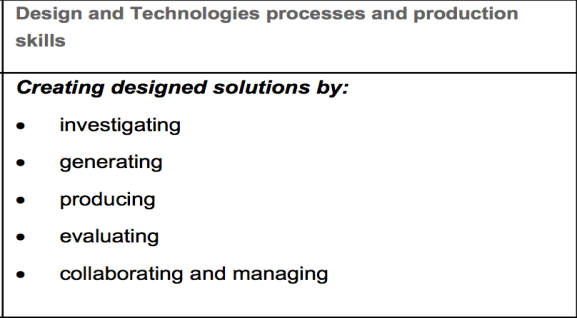 Design and Technologies processes and production
skills
Creating designed solutions by:
• investigating
• generating
• producing
• evaluating
• collaborating and managing